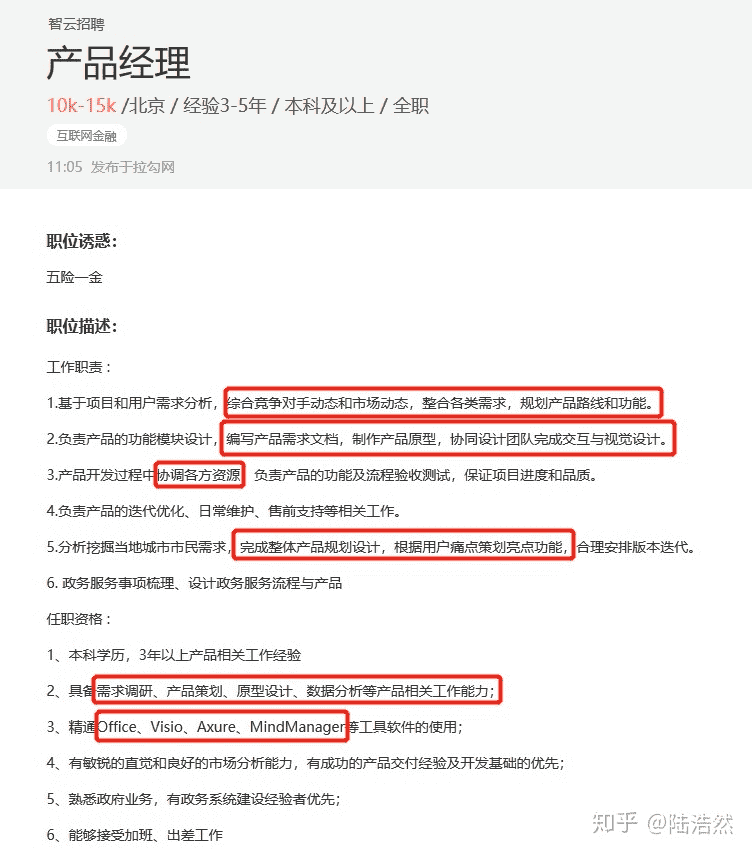 智云招聘
产品经理
10k-15k /北京 / 经验3-5年 / 本科及以上 / 全职
互联网金融
11:05 发布于拉勾网
职位诱惑：
五险一金
职位描述：
工作职责：
1.基于项目和用户需求分析，综合竞争对手动态和市场动态，整合各类需求，规划产品路线和功能。
2.负责产品的功能模块设计，编写产品需求文档，制作产品原型，协同设计团队完成交互与视觉设计。
3.产品开发过程中协调各方资源 负责产品的功能及流程验收测试，保证项目进度和品质。
4.负责产品的迭代优化、日常维护、售前支持等相关工作。
5.分析挖掘当地城市市民需求，完成整体产品规划设计，根据用户痛点策划亮点功能，合理安排版本迭代。
6. 政务服务事项梳理、设计政务服务流程与产品
任职资格：
1、本科学历，3年以上产品相关工作经验
2、具备需求调研、产品策划、原型设计、数据分析等产品相关工作能力；
3、精通Office、Visio、Axure、MindManager等工具软件的使用；
4、有敏锐的直觉和良好的市场分析能力，有成功的产品交付经验及开发基础的优先；
5、熟悉政府业务，有政务系统建设经验者优先；
6、能够接受加班、出差工作
知乎 @陆浩然